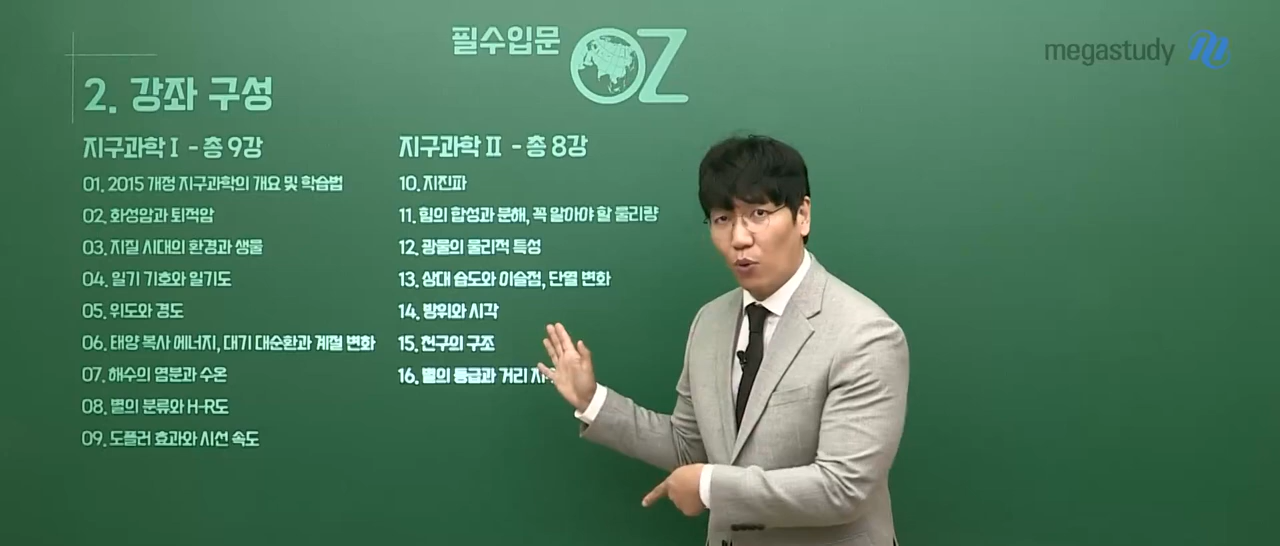 필수입문
OZ
megastudy
2. 강좌 구성
지구과학 I - 총 9강
01. 2015 개정 지구과학의 개요 및 학습법
02. 화성암과 퇴적암
03. 지질 시대의 환경과 생물
04. 일기 기호와 일기도
05. 위도와 경도
06. 태양 복사 에너지, 대기 대순환과 계절 변화
07. 해수의 염분과 수온
08. 별의 분류와 H-R도
09. 도플러 효과와 시선 속도
지구과학 II - 총 8강
10. 지진파
11. 힘의 합성과 분해, 꼭 알아야 할 물리량
12. 광물의 물리적 특성
13. 상대 습도와 이슬점, 단열 변화
14. 방위와 시각
15. 천구의 구조
16. 별의 등급과 거리